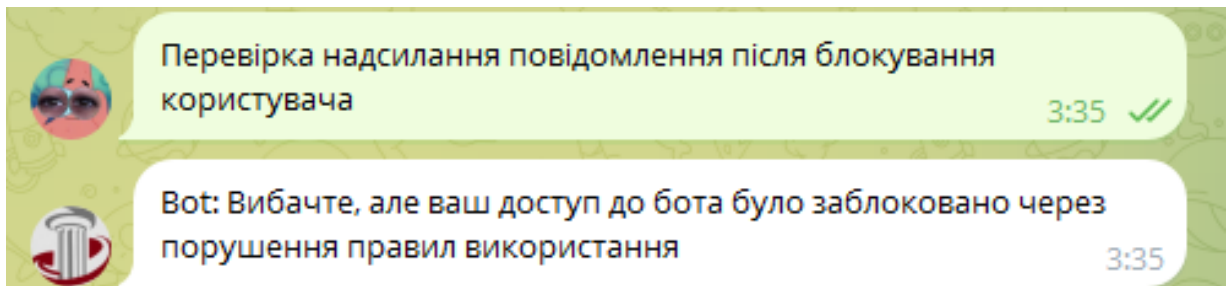 Перевірка надсилання повідомлення після блокування
користувача
3:35
Bot: Вибачте, але ваш доступ до бота було заблоковано через
порушення правил використання
3:35